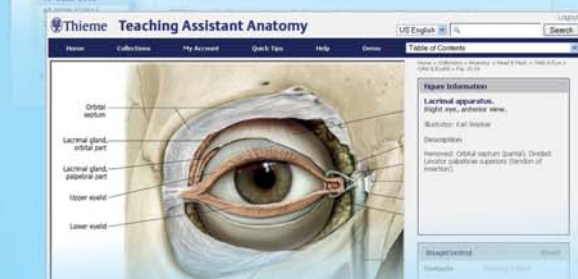 Thieme Teaching Assistant Anatomy
Logout
US English
Search
Home Collections My Account Quick Tips Help Demo
Table of Contents
Orbital
septum
Lacrimal gland,
orbital part
Lacrimal gland,
palpebral part
Upper eyelid
Lower eyelid
Figure Information
Lacrimal apparatus.
Right eye, anterior view.
Illustrator: Karl Wesker
Description
Removed: Orbital septum (partial). Divided:
Levator palpebrae superioris (tendon of
insertion).